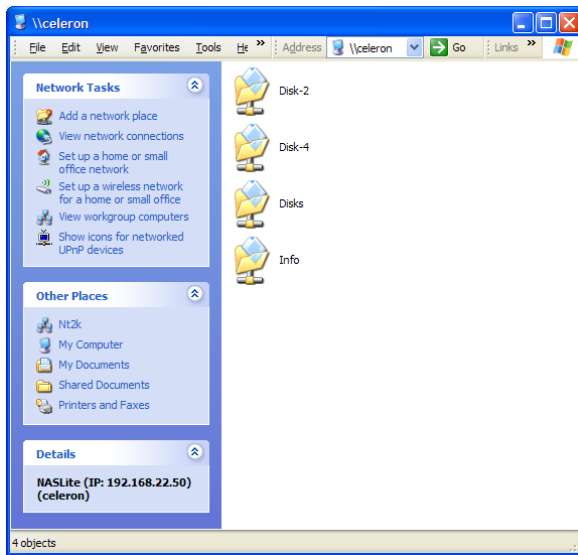 \\celeron
File Edit View Favorites Tools He » Address \\celeron Go Links »
Network Tasks
Add a network place
View network connections
Set up a home or small
office network
Set up a wireless network
for a home or small office
View workgroup computers
Show icons for networked
UPnP devices
Other Places
Nt2k
My Computer
My Documents
Shared Documents
Printers and Faxes
Details
NASLite (IP: 192.168.22.50)
(celeron)
Disk-2
Disk-4
Disks
Info
4 objects